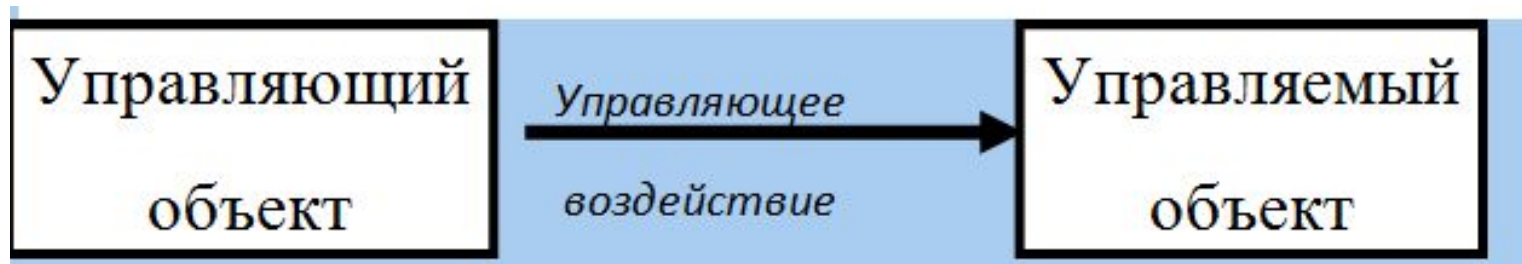 Управляющий
объект
Управляющее
воздействие
Управляемый
объект